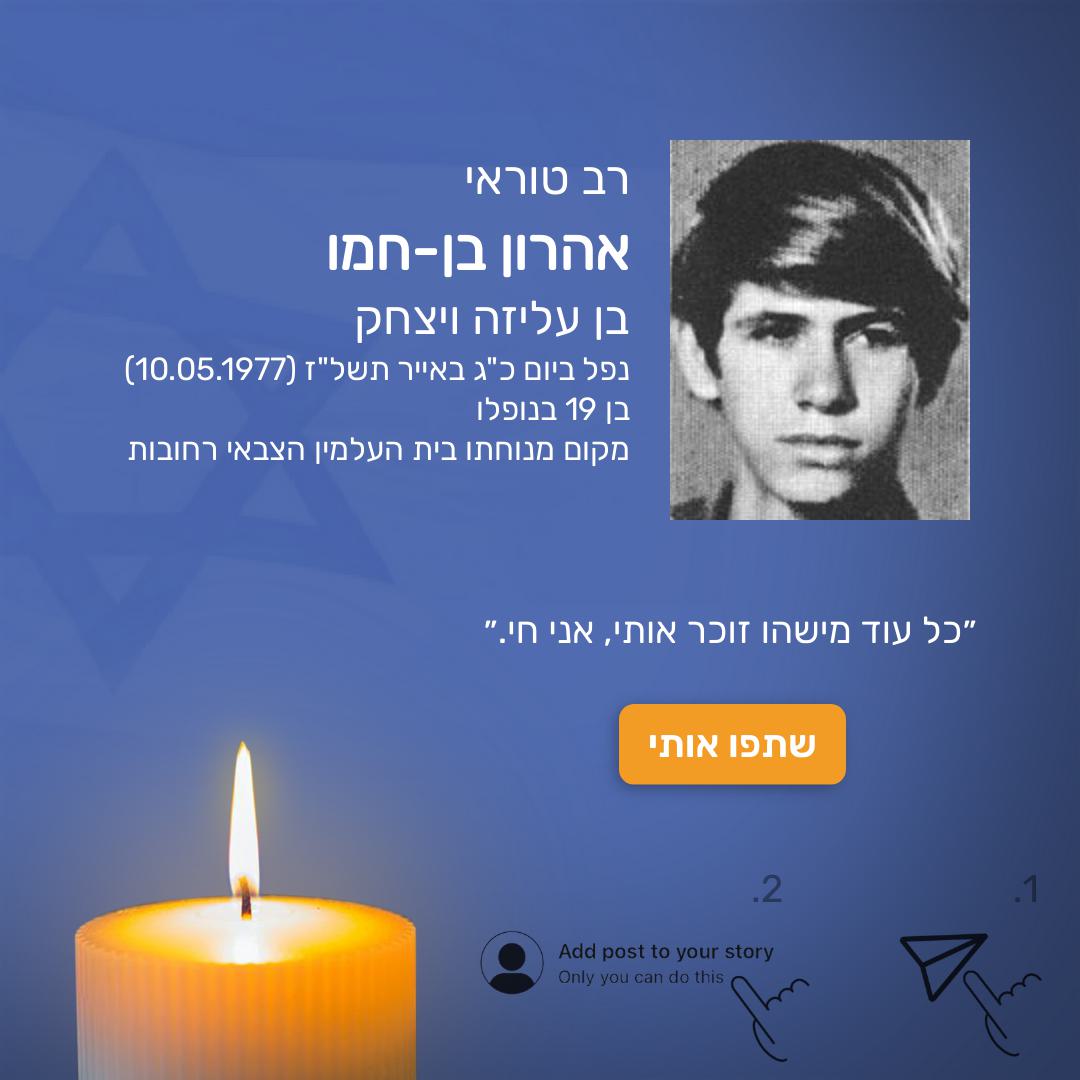 רב טוראי
אהרון בן-חמו
בן עליזה ויצחק
נפל ביום כ"ג באייר תשל"ז (10.05.1977)
בן 19 בנופלו
מקום מנוחתו בית העלמין הצבאי רחובות
״כל עוד מישהו זוכר אותי, אני חי.״
שתפו אותי
1.
2.
Add post to your story
Only you can do this